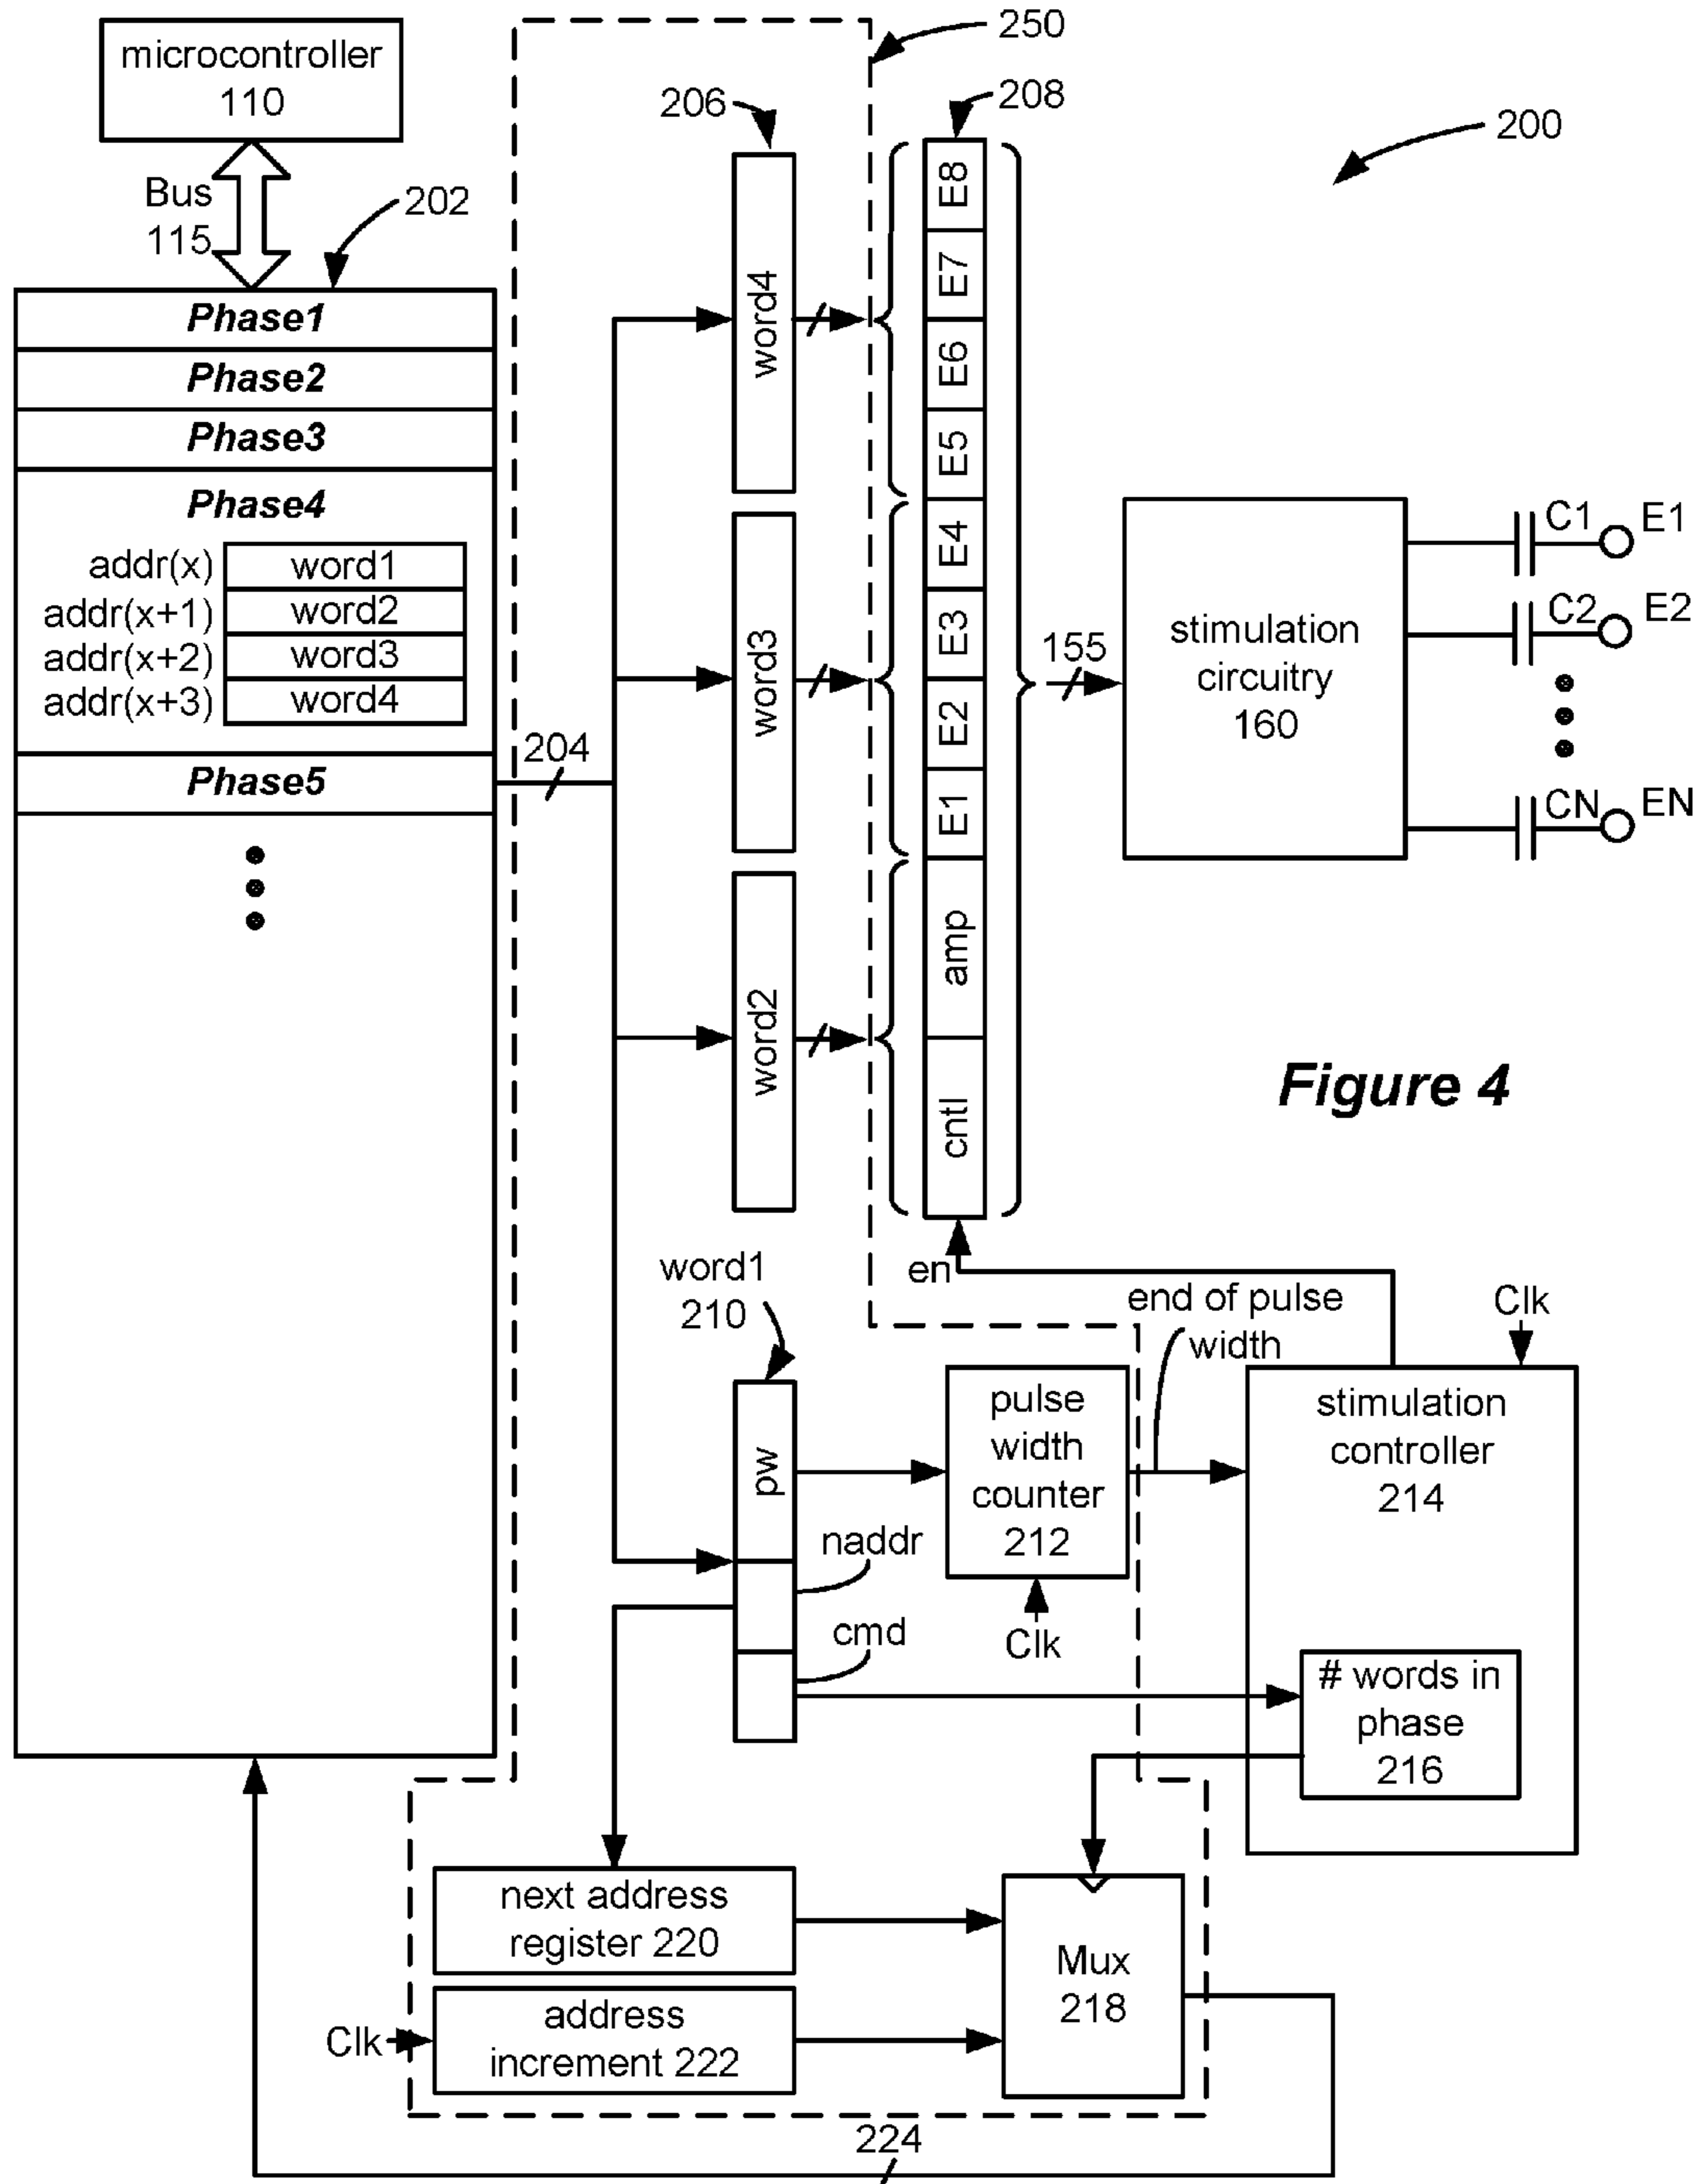 microcontroller
110
Bus
115
202
Phase1
Phase2
Phase3
Phase4
addr(x) word1
addr(x+1) word2
addr(x+2) word3
addr(x+3) word4
Phase5
204
250
206
208
200
word4
word3
word2
E8
E7
E6
E5
E4
E3
E2
E1
amp
cntl
155
stimulation
circuitry
160
C1 E1
C2 E2
CN EN
Figure 4
en
word1
210
end of pulse
width
Clk
pw
naddr
cmd
pulse
width
counter
212
Clk
stimulation
controller
214
# words in
phase
216
next address
register 220
address
increment 222
Clk
Mux
218
224